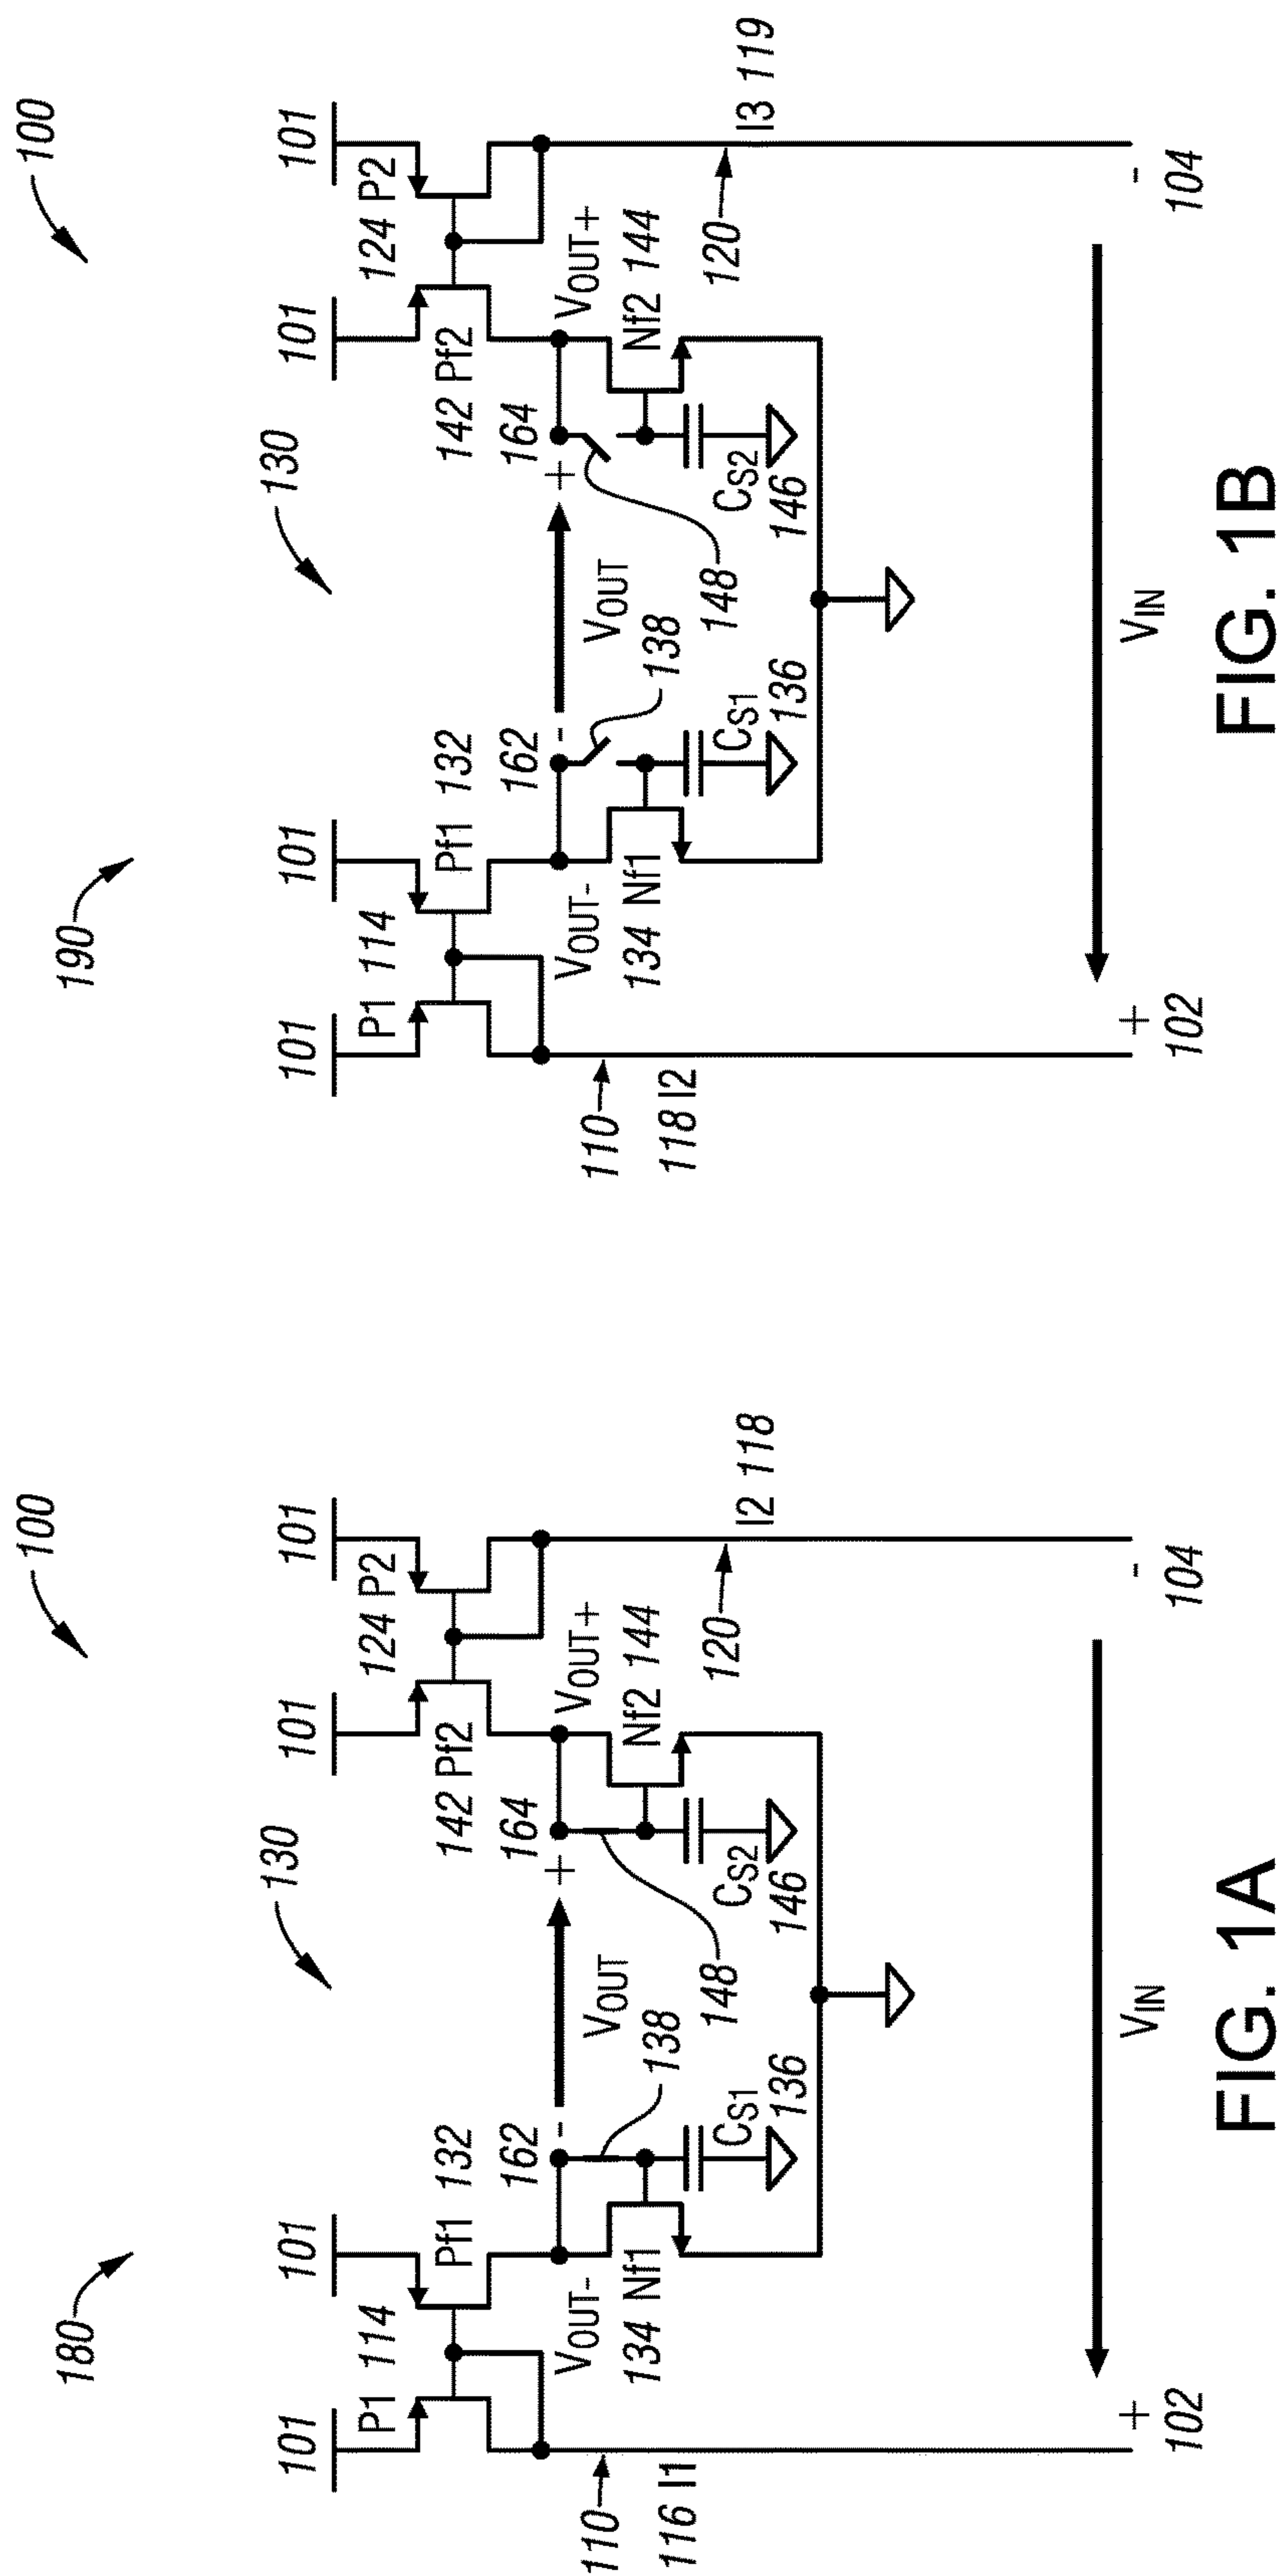 180
100
130
101
101
101
101
P1 114
124 P2
Pf1 132
142 Pf2
162 -
+ 164
VOUT-
VOUT
VOUT+
110
134 Nf1
138
148
Nf2 144
116 I1
CS1
136
CS2
146
120
I2 118
VIN
+
102
-
104
FIG. 1A
190
100
130
101
101
101
101
P1 114
124 P2
Pf1 132
142 Pf2
162 -
+ 164
VOUT-
VOUT
VOUT+
110
134 Nf1
138
148
Nf2 144
118 I2
CS1
136
CS2
146
120
I3 119
VIN
+
102
-
104
FIG. 1B